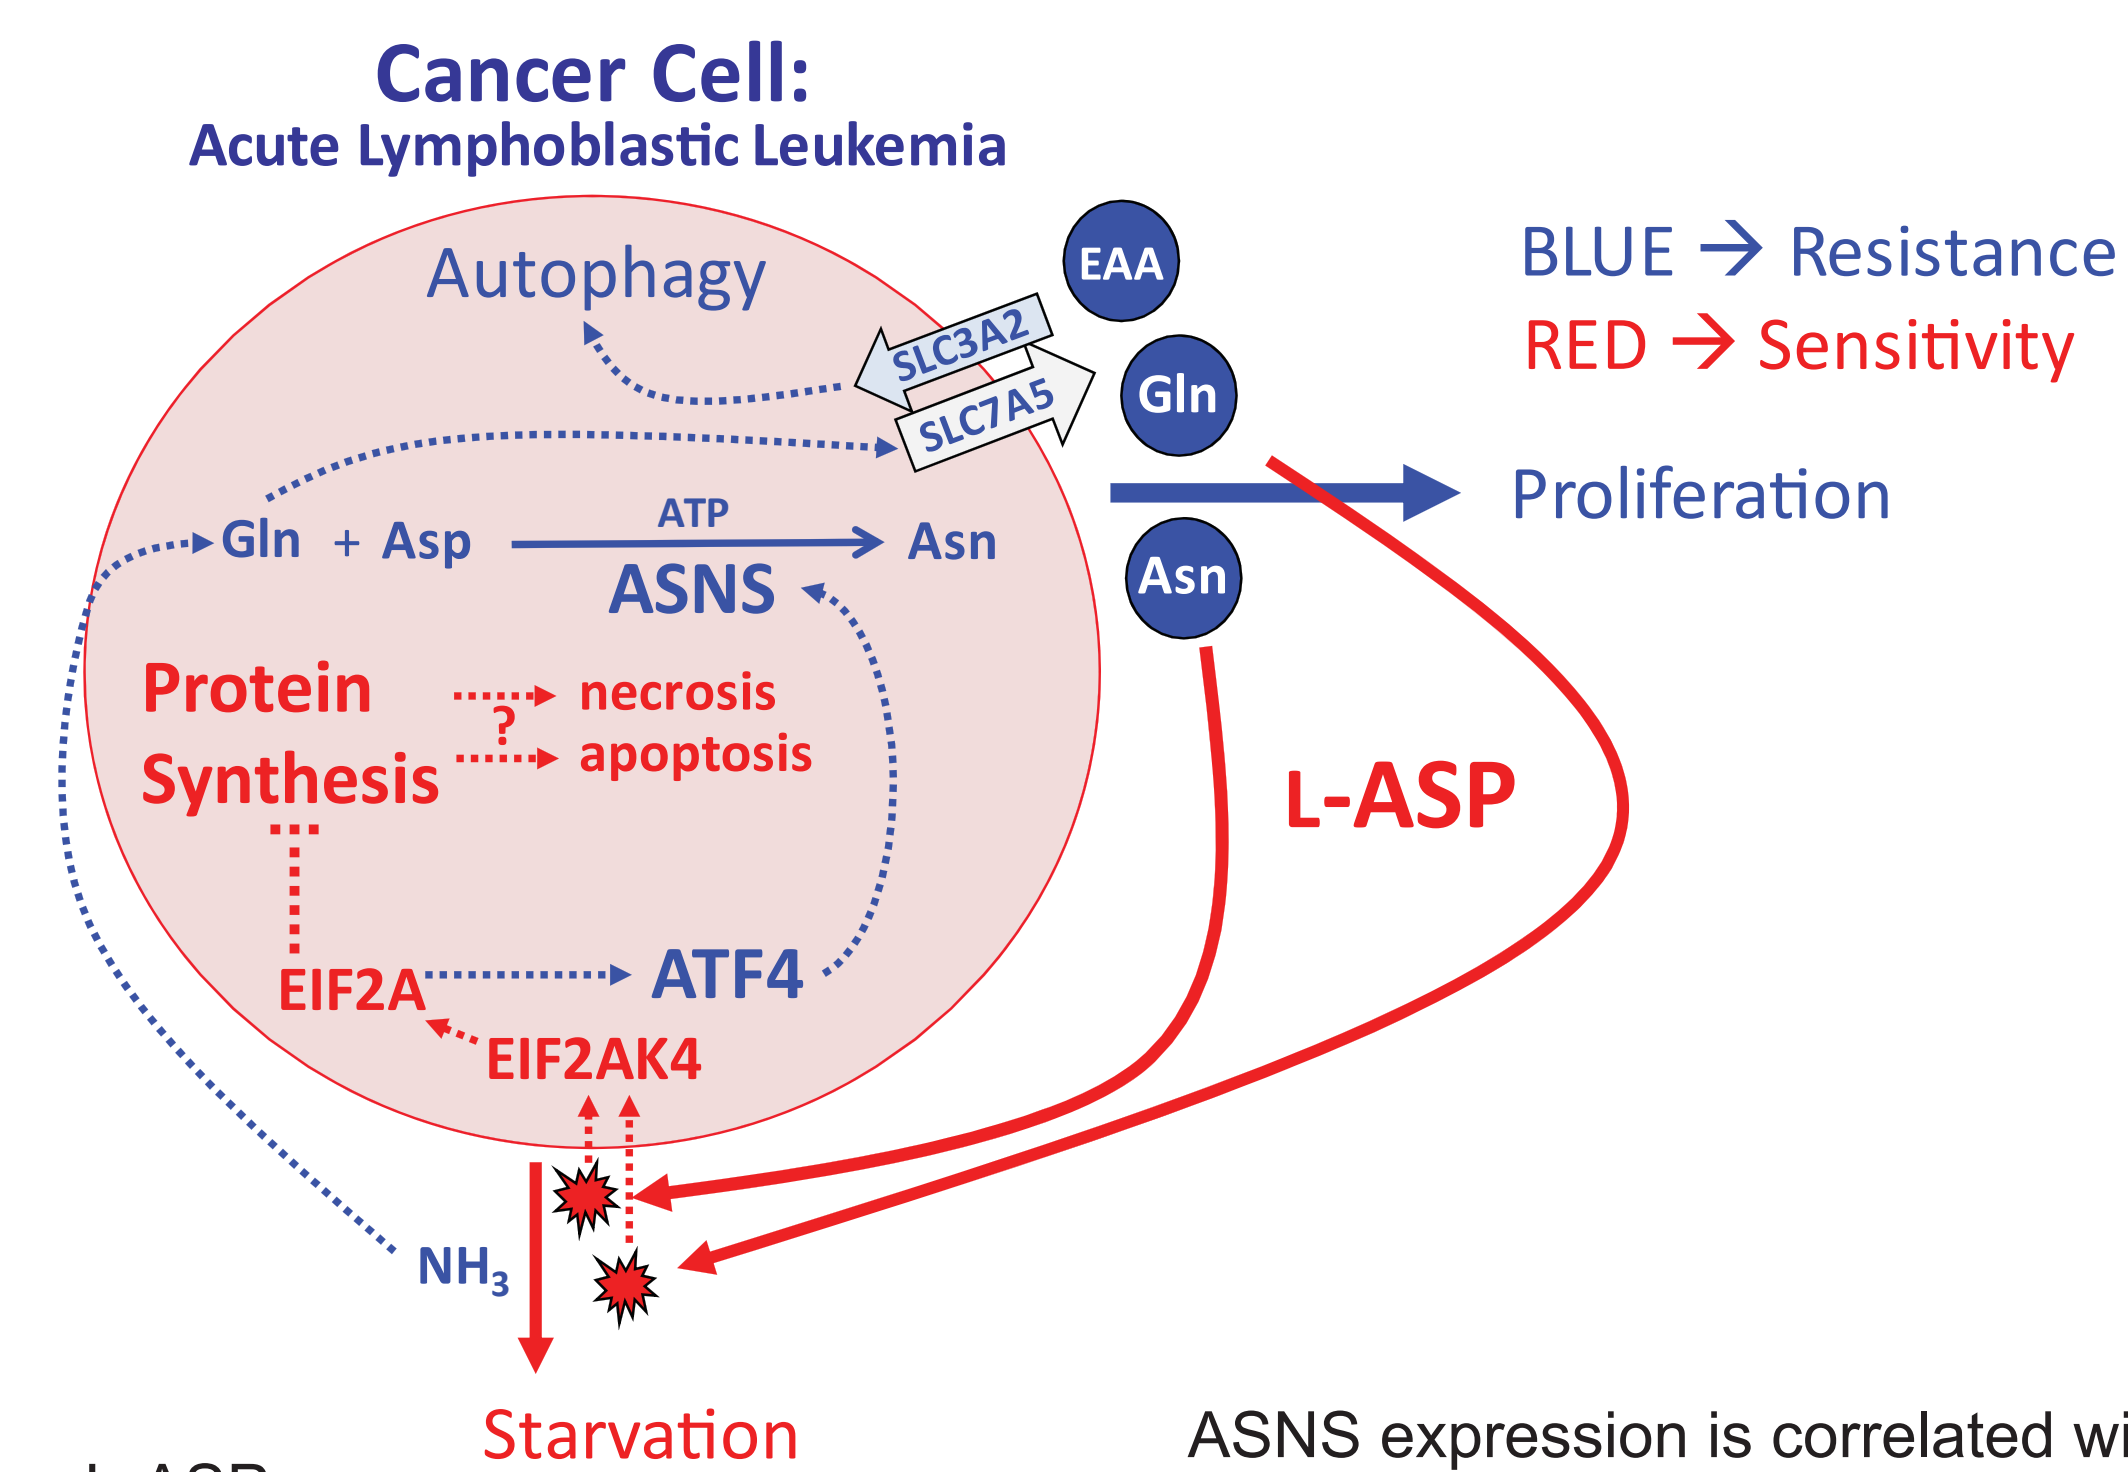 Cancer Cell:
Acute Lymphoblastic Leukemia
BLUE → Resistance
RED → Sensitivity
EAA
Autophagy
SLC3A2
SLC7A5
Gln
Proliferation
ATP
Gln + Asp
Asn
ASNS
Asn
Protein
Synthesis
necrosis
?
apoptosis
L-ASP
EIF2A
ATF4
EIF2AK4
NH₃
Starvation
ASNS expression is correlated wi